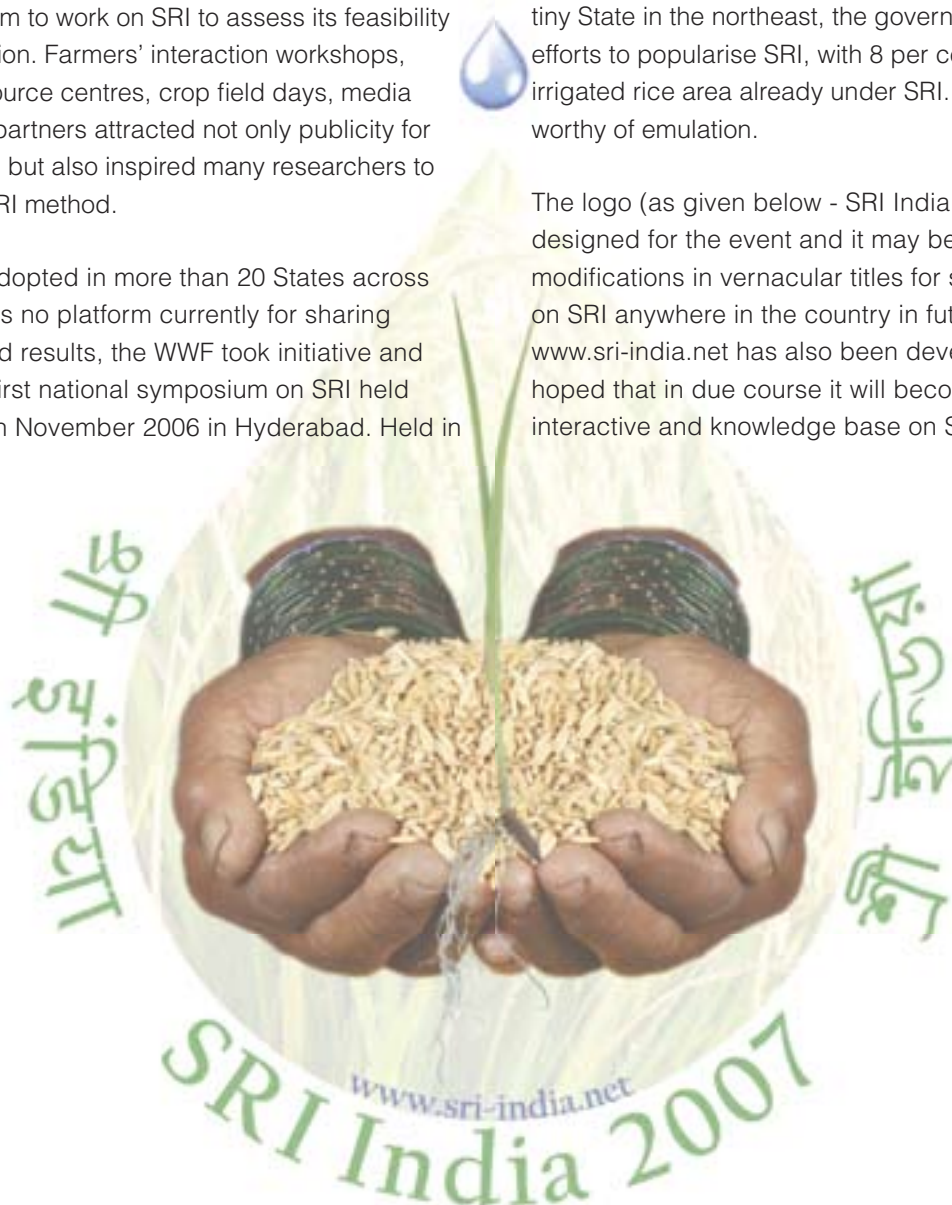 m to work on SRI to assess its feasibility
ion. Farmers’ interaction workshops,
ource centres, crop field days, media
partners attracted not only publicity for
but also inspired many researchers to
RI method.
dopted in more than 20 States across
s no platform currently for sharing
d results, the WWF took initiative and
irst national symposium on SRI held
n November 2006 in Hyderabad. Held in
tiny State in the northeast, the govern
efforts to popularise SRI, with 8 per c
irrigated rice area already under SRI.
worthy of emulation.
The logo (as given below - SRI India
designed for the event and it may be
modifications in vernacular titles for s
on SRI anywhere in the country in fut
www.sri-india.net has also been deve
hoped that in due course it will beco
interactive and knowledge base on S
श्री इंडिया
www.sri-india.net
SRI India 2007